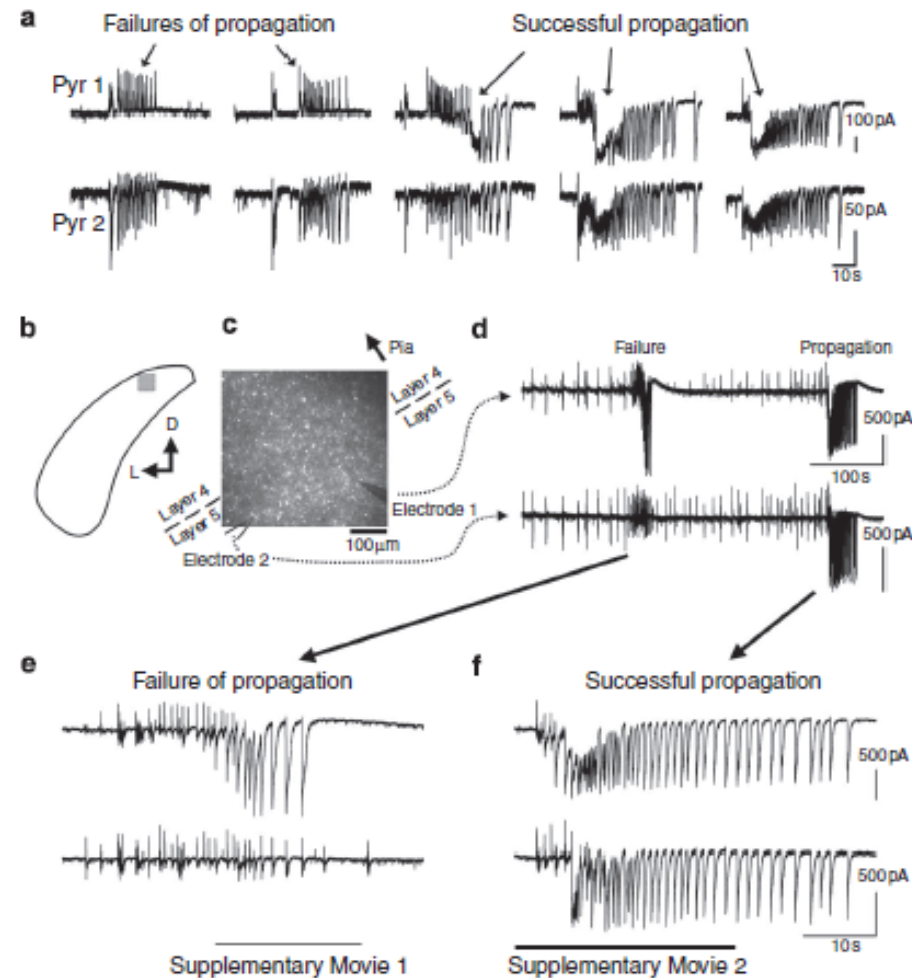 a
Failures of propagation
Successful propagation
Pyr 1
100 pA
Pyr 2
50 pA
10 s
b
c
d
Pia
Failure
Propagation
Layer 4
Layer 5
D
L
500 pA
100 s
Layer 4
Layer 5
Electrode 1
100 µm
Electrode 2
500 pA
e
Failure of propagation
f
Successful propagation
500 pA
500 pA
10 s
Supplementary Movie 1
Supplementary Movie 2